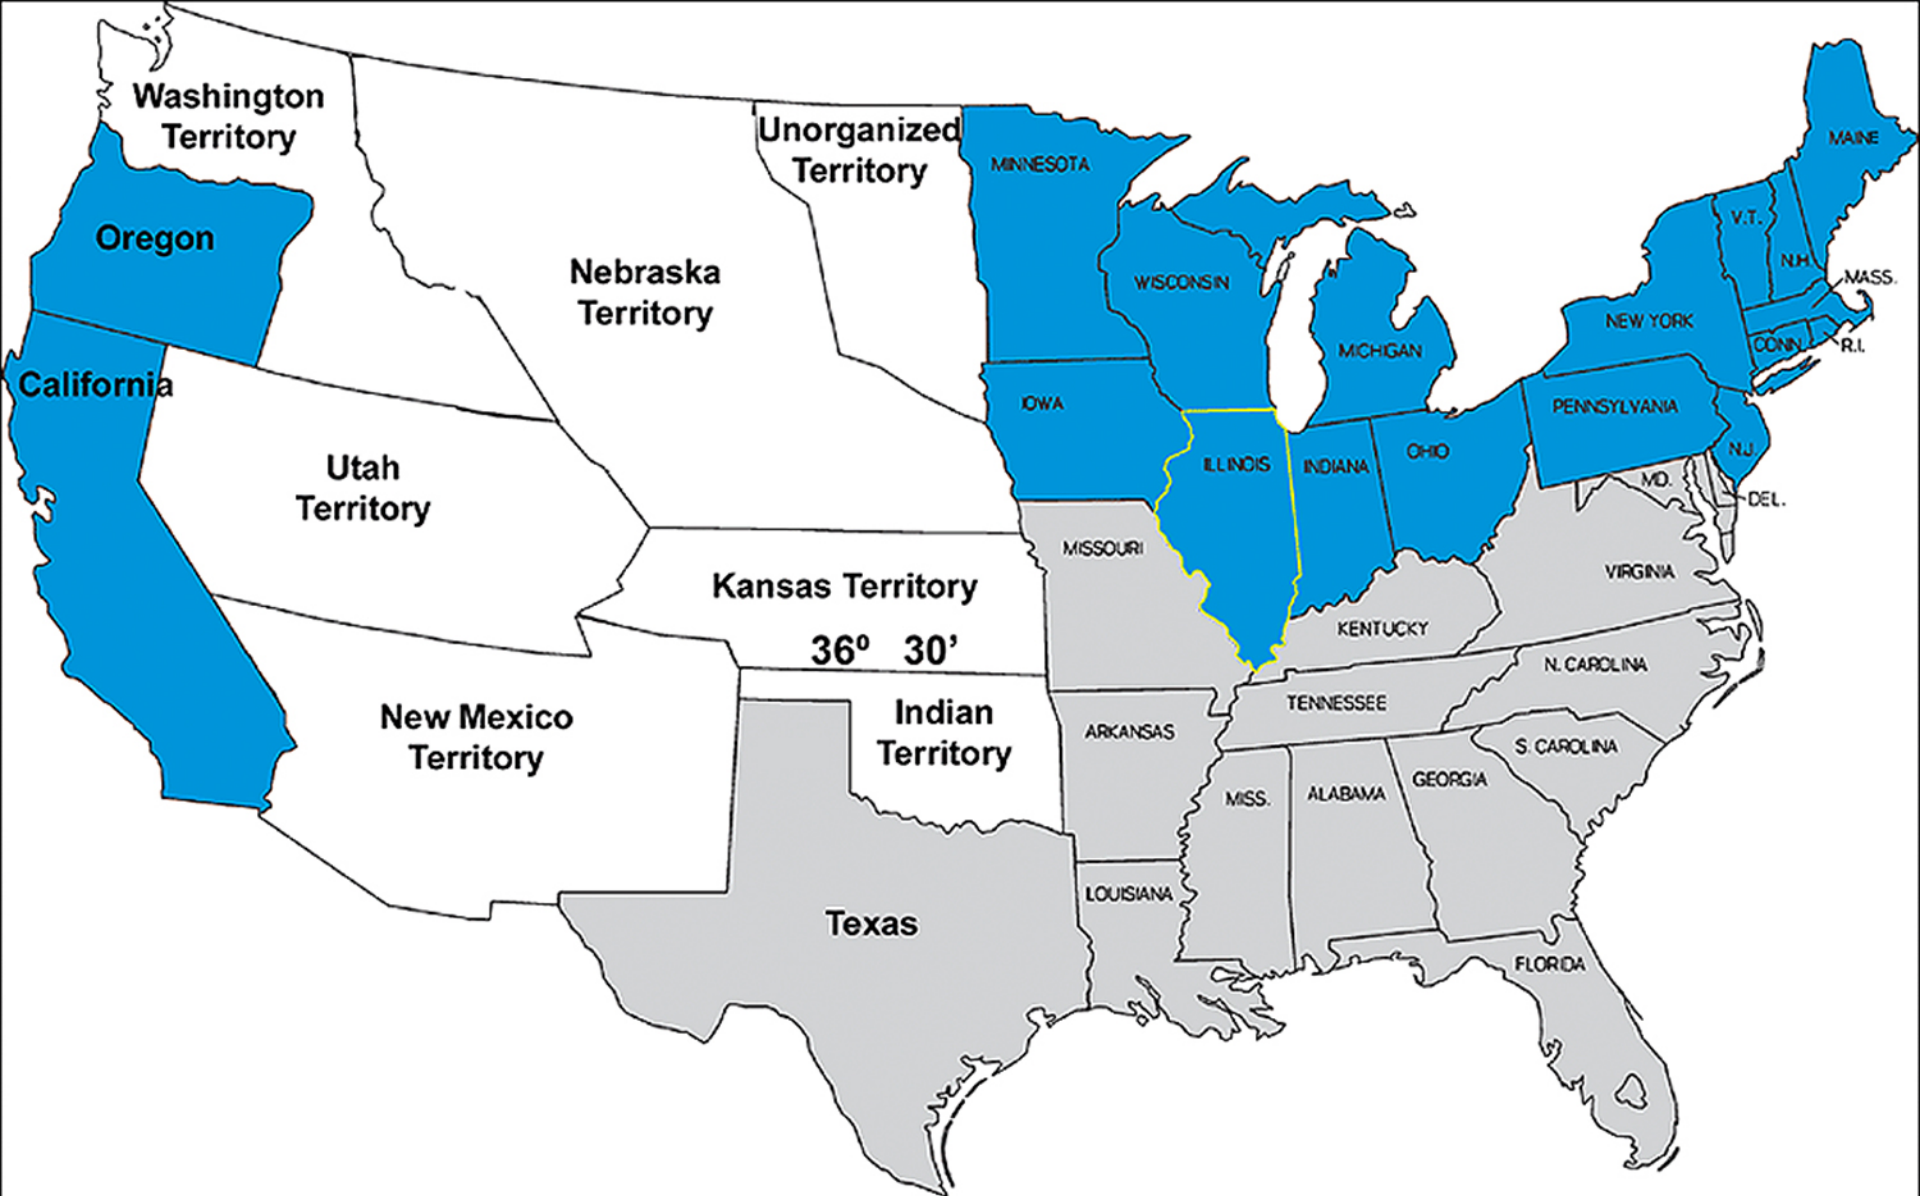 Washington
Territory
Unorganized
Territory
MINNESOTA
MAINE
Oregon
V.T.
N.H.
MASS.
Nebraska
Territory
WISCONSIN
NEW YORK
CONN.
R.I.
MICHIGAN
California
IOWA
PENNSYLVANIA
N.J.
Utah
Territory
ILLINOIS
INDIANA
OHIO
MD.
DEL.
MISSOURI
VIRGINIA
Kansas Territory
36º 30’
KENTUCKY
N. CAROLINA
New Mexico
Territory
Indian
Territory
TENNESSEE
ARKANSAS
S. CAROLINA
MISS.
ALABAMA
GEORGIA
LOUISIANA
Texas
FLORIDA